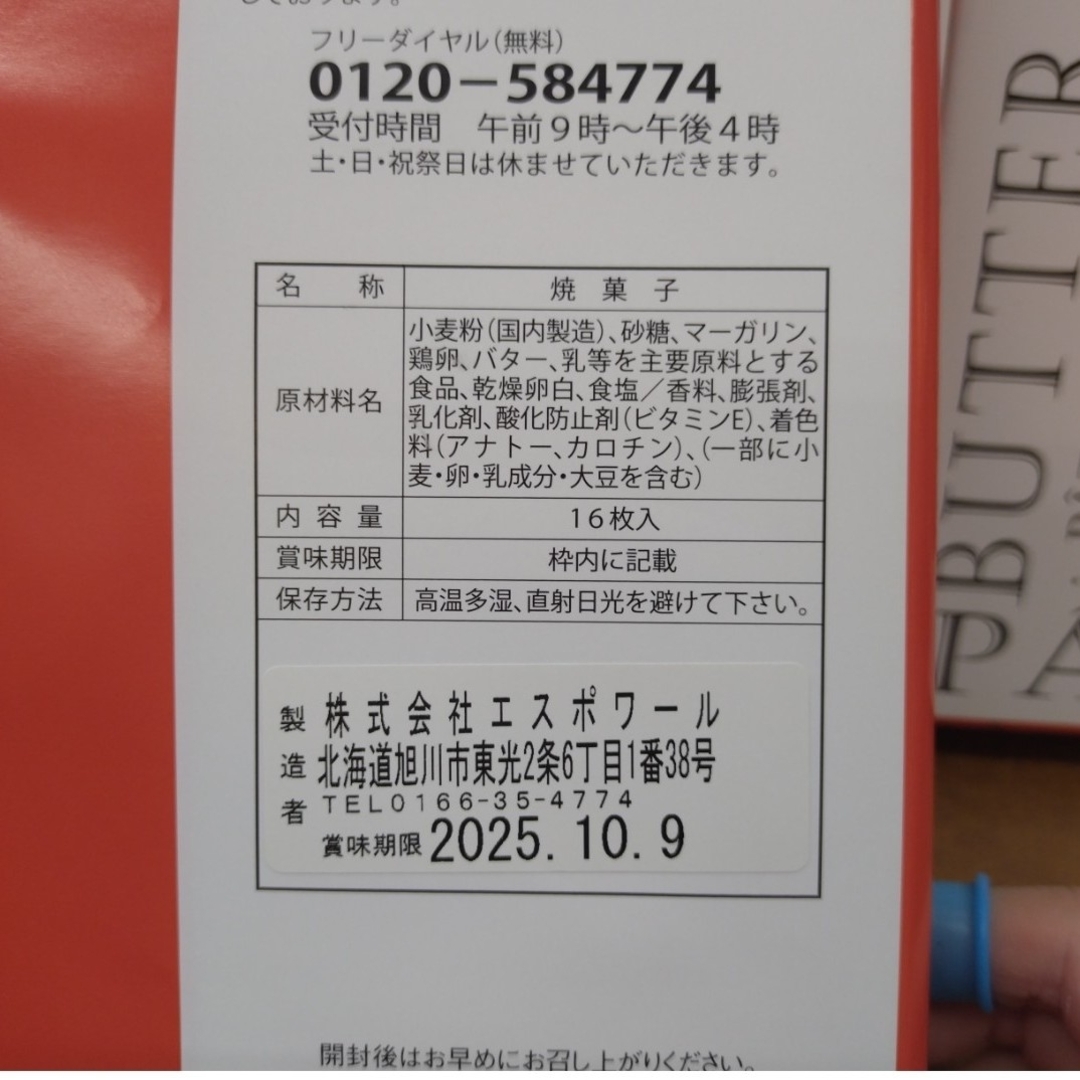 しております。
フリーダイヤル(無料)
0120-584774
受付時間 午前9時～午後4時
土・日・祝祭日は休ませていただきます。
名称 焼菓子
原材料名
小麦粉(国内製造)、砂糖、マーガリン、
鶏卵、バター、乳等を主要原料とする
食品、乾燥卵白、食塩／香料、膨張剤、
乳化剤、酸化防止剤(ビタミンE)、着色
料(アナトー、カロチン)、(一部に小
麦・卵・乳成分・大豆を含む)
内容量 16枚入
賞味期限 枠内に記載
保存方法 高温多湿、直射日光を避けて下さい。
製造者
株式会社エスポワール
北海道旭川市東光2条6丁目1番38号
TEL0166-35-4774
賞味期限 2025.10.9
開封後はお早めにお召し上がりください。
BUTTER